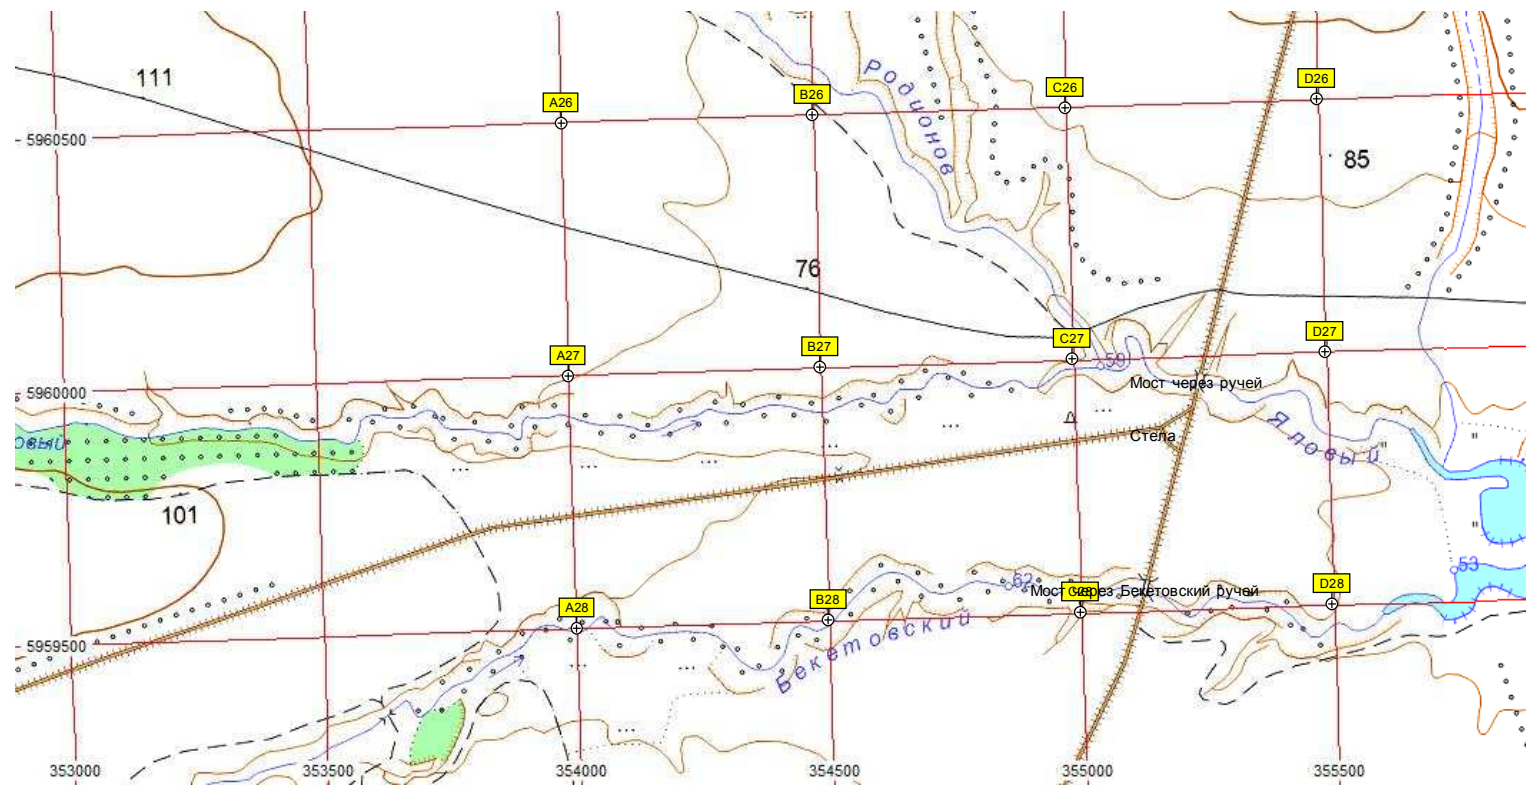 111
Родионов
A26
B26
C26
D26
5960500
85
76
A27
B27
C27
D27
59
5960000
Мост через ручей
Яловый
Стела
овый
101
53
62
A28
B28
C28
D28
Мост через Бекетовский ручей
Бекетовский
5959500
353000
353500
354000
354500
355000
355500